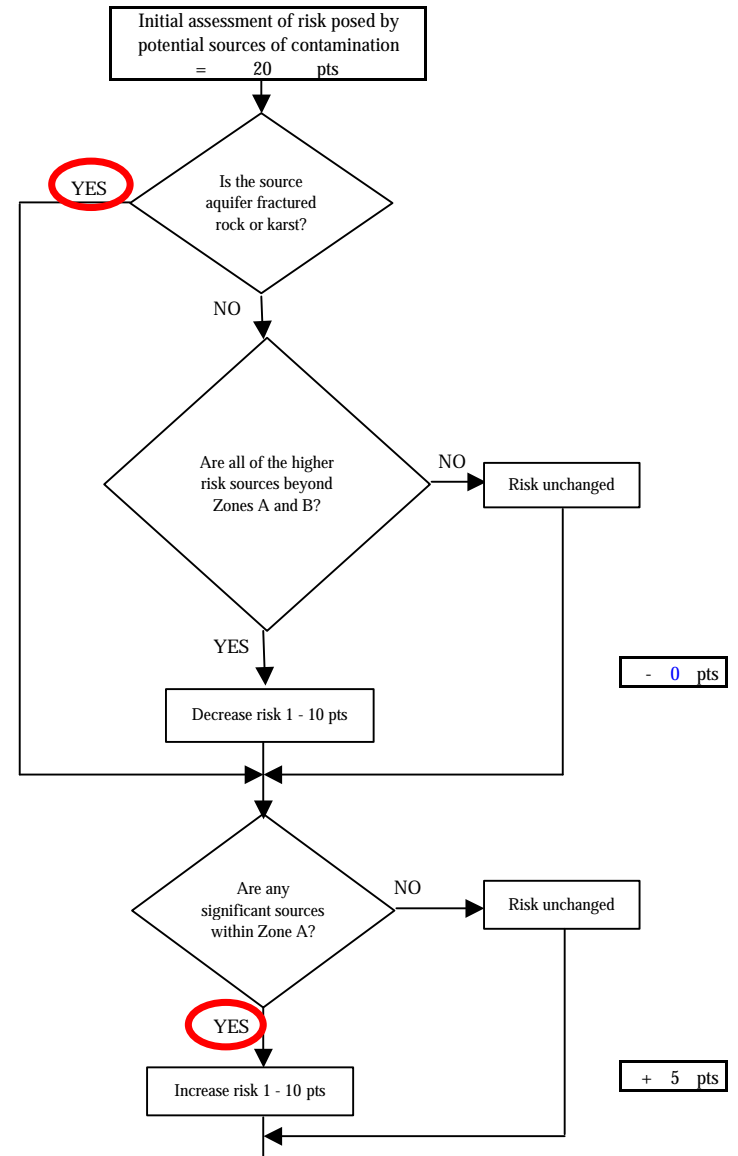 Initial assessment of risk posed by
potential sources of contamination
= 20 pts
YES
Is the source
aquifer fractured
rock or karst?
NO
Are all of the higher
risk sources beyond
Zones A and B?
NO
Risk unchanged
YES
- 0 pts
Decrease risk 1 - 10 pts
Are any
significant sources
within Zone A?
NO
Risk unchanged
YES
Increase risk 1 - 10 pts
+ 5 pts